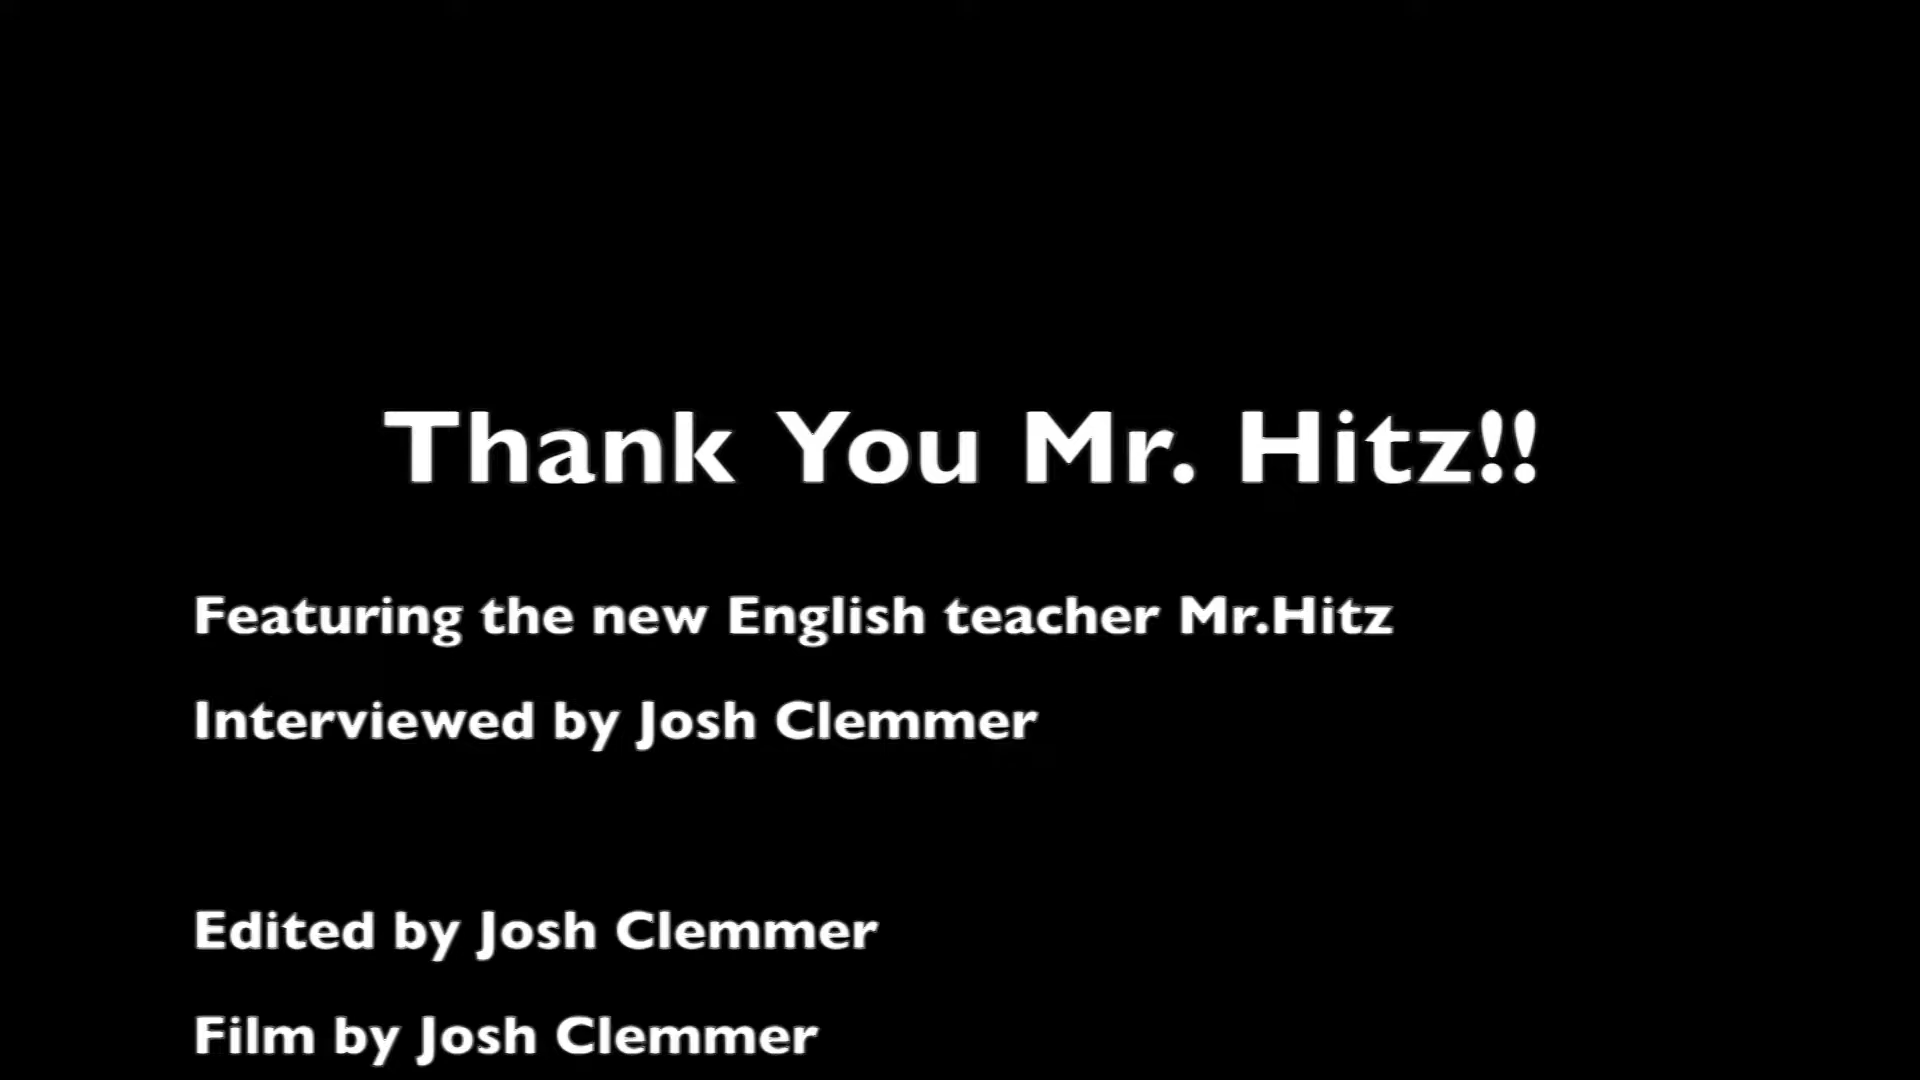 Thank You Mr. Hitz!!
Featuring the new English teacher Mr.Hitz
Interviewed by Josh Clemmer
Edited by Josh Clemmer
Film by Josh Clemmer